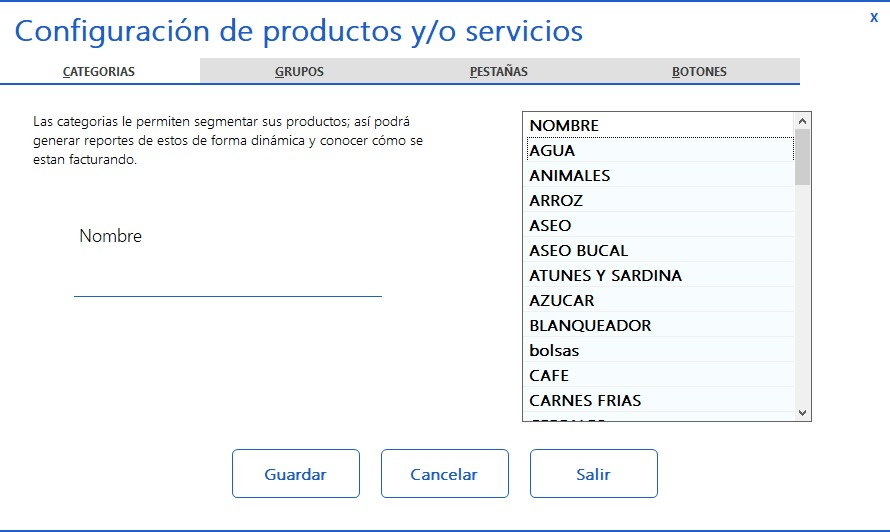 Configuración de productos y/o servicios
x
CATEGORIAS
GRUPOS
PESTAÑAS
BOTONES
Las categorias le permiten segmentar sus productos; así podrá
generar reportes de estos de forma dinámica y conocer cómo se
estan facturando.
Nombre
NOMBRE
AGUA
ANIMALES
ARROZ
ASEO
ASEO BUCAL
ATUNES Y SARDINA
AZUCAR
BLANQUEADOR
bolsas
CAFE
CARNES FRIAS
Guardar
Cancelar
Salir